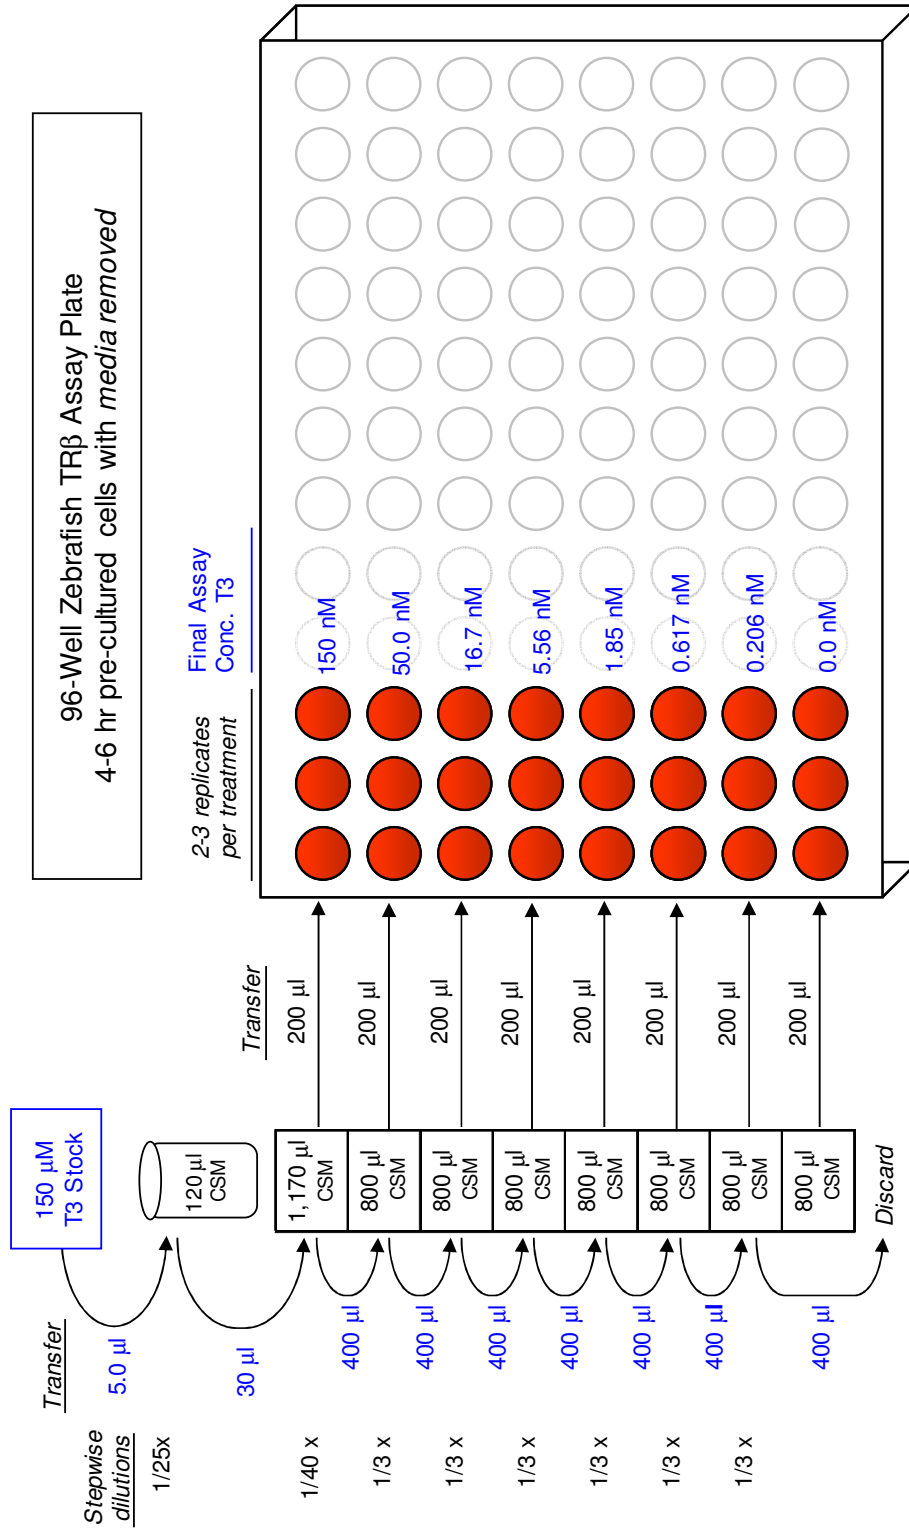 96-Well Zebrafish TRβ Assay Plate
4-6 hr pre-cultured cells with media removed
Stepwise
dilutions
Transfer
150 μM
T3 Stock
Transfer
2-3 replicates
per treatment
Final Assay
Conc. T3
1/25x
5.0 μl
120 μl
CSM
30 μl
1/40 x
1,170 μl
CSM
200 μl
150 nM
400 μl
1/3 x
800 μl
CSM
200 μl
50.0 nM
400 μl
1/3 x
800 μl
CSM
200 μl
16.7 nM
400 μl
1/3 x
800 μl
CSM
200 μl
5.56 nM
400 μl
1/3 x
800 μl
CSM
200 μl
1.85 nM
400 μl
1/3 x
800 μl
CSM
200 μl
0.617 nM
400 μl
1/3 x
800 μl
CSM
200 μl
0.206 nM
400 μl
800 μl
CSM
200 μl
0.0 nM
Discard